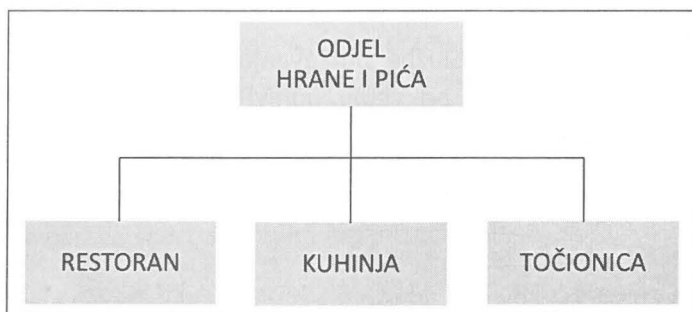 ODJEL
HRANE I PIĆA
RESTORAN
KUHINJA
TOČIONICA